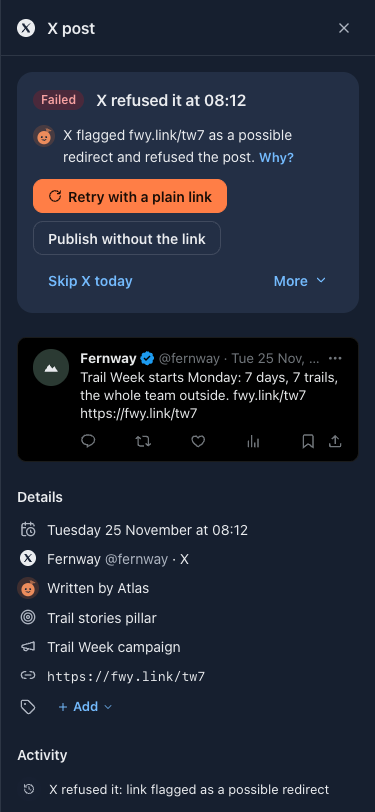 X post
Failed X refused it at 08:12
X flagged fwy.link/tw7 as a possible
redirect and refused the post. Why?
Retry with a plain link
Publish without the link
Skip X today More
Fernway @fernway · Tue 25 Nov, ...
Trail Week starts Monday: 7 days, 7 trails,
the whole team outside. fwy.link/tw7
https://fwy.link/tw7
Details
Tuesday 25 November at 08:12
Fernway @fernway · X
Written by Atlas
Trail stories pillar
Trail Week campaign
https://fwy.link/tw7
+ Add
Activity
X refused it: link flagged as a possible redirect